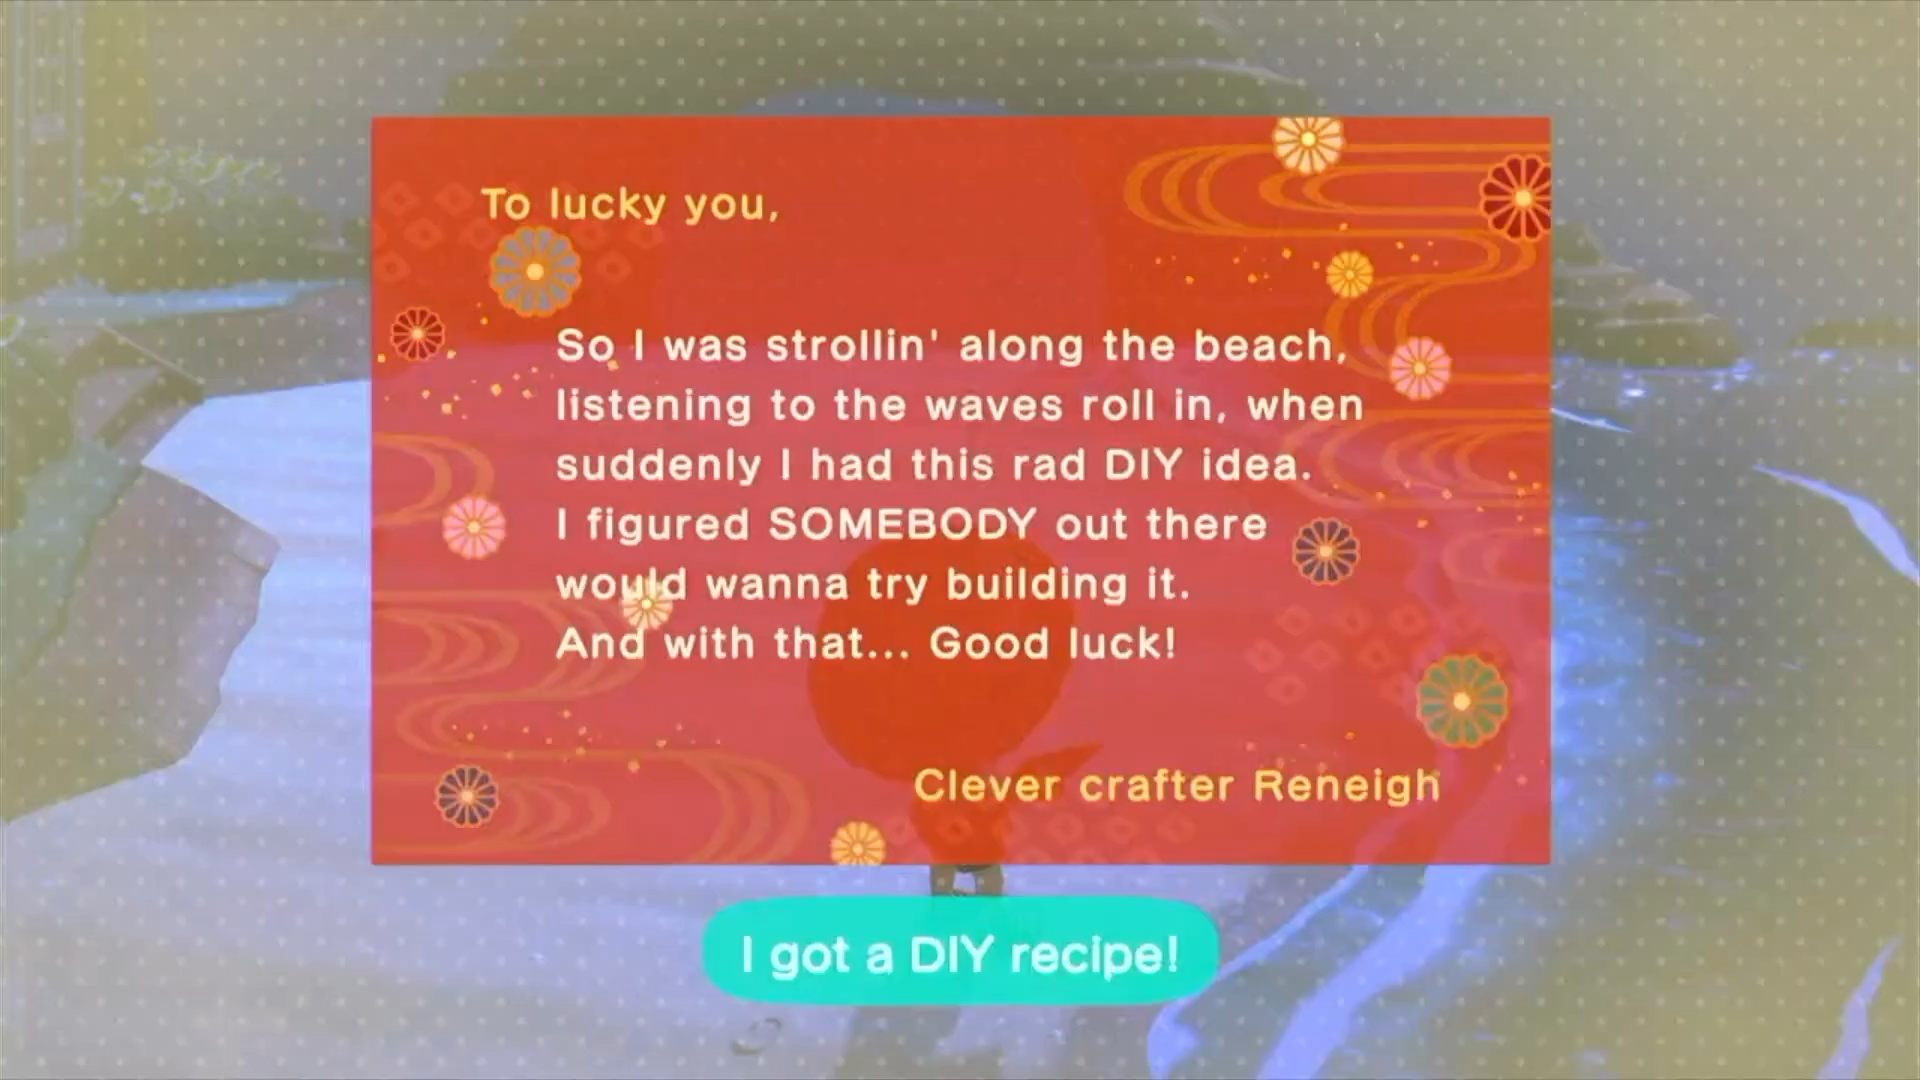 To lucky you,
So I was strollin' along the beach,
listening to the waves roll in, when
suddenly I had this rad DIY idea.
I figured SOMEBODY out there
would wanna try building it.
And with that... Good luck!
Clever crafter Reneigh
I got a DIY recipe!